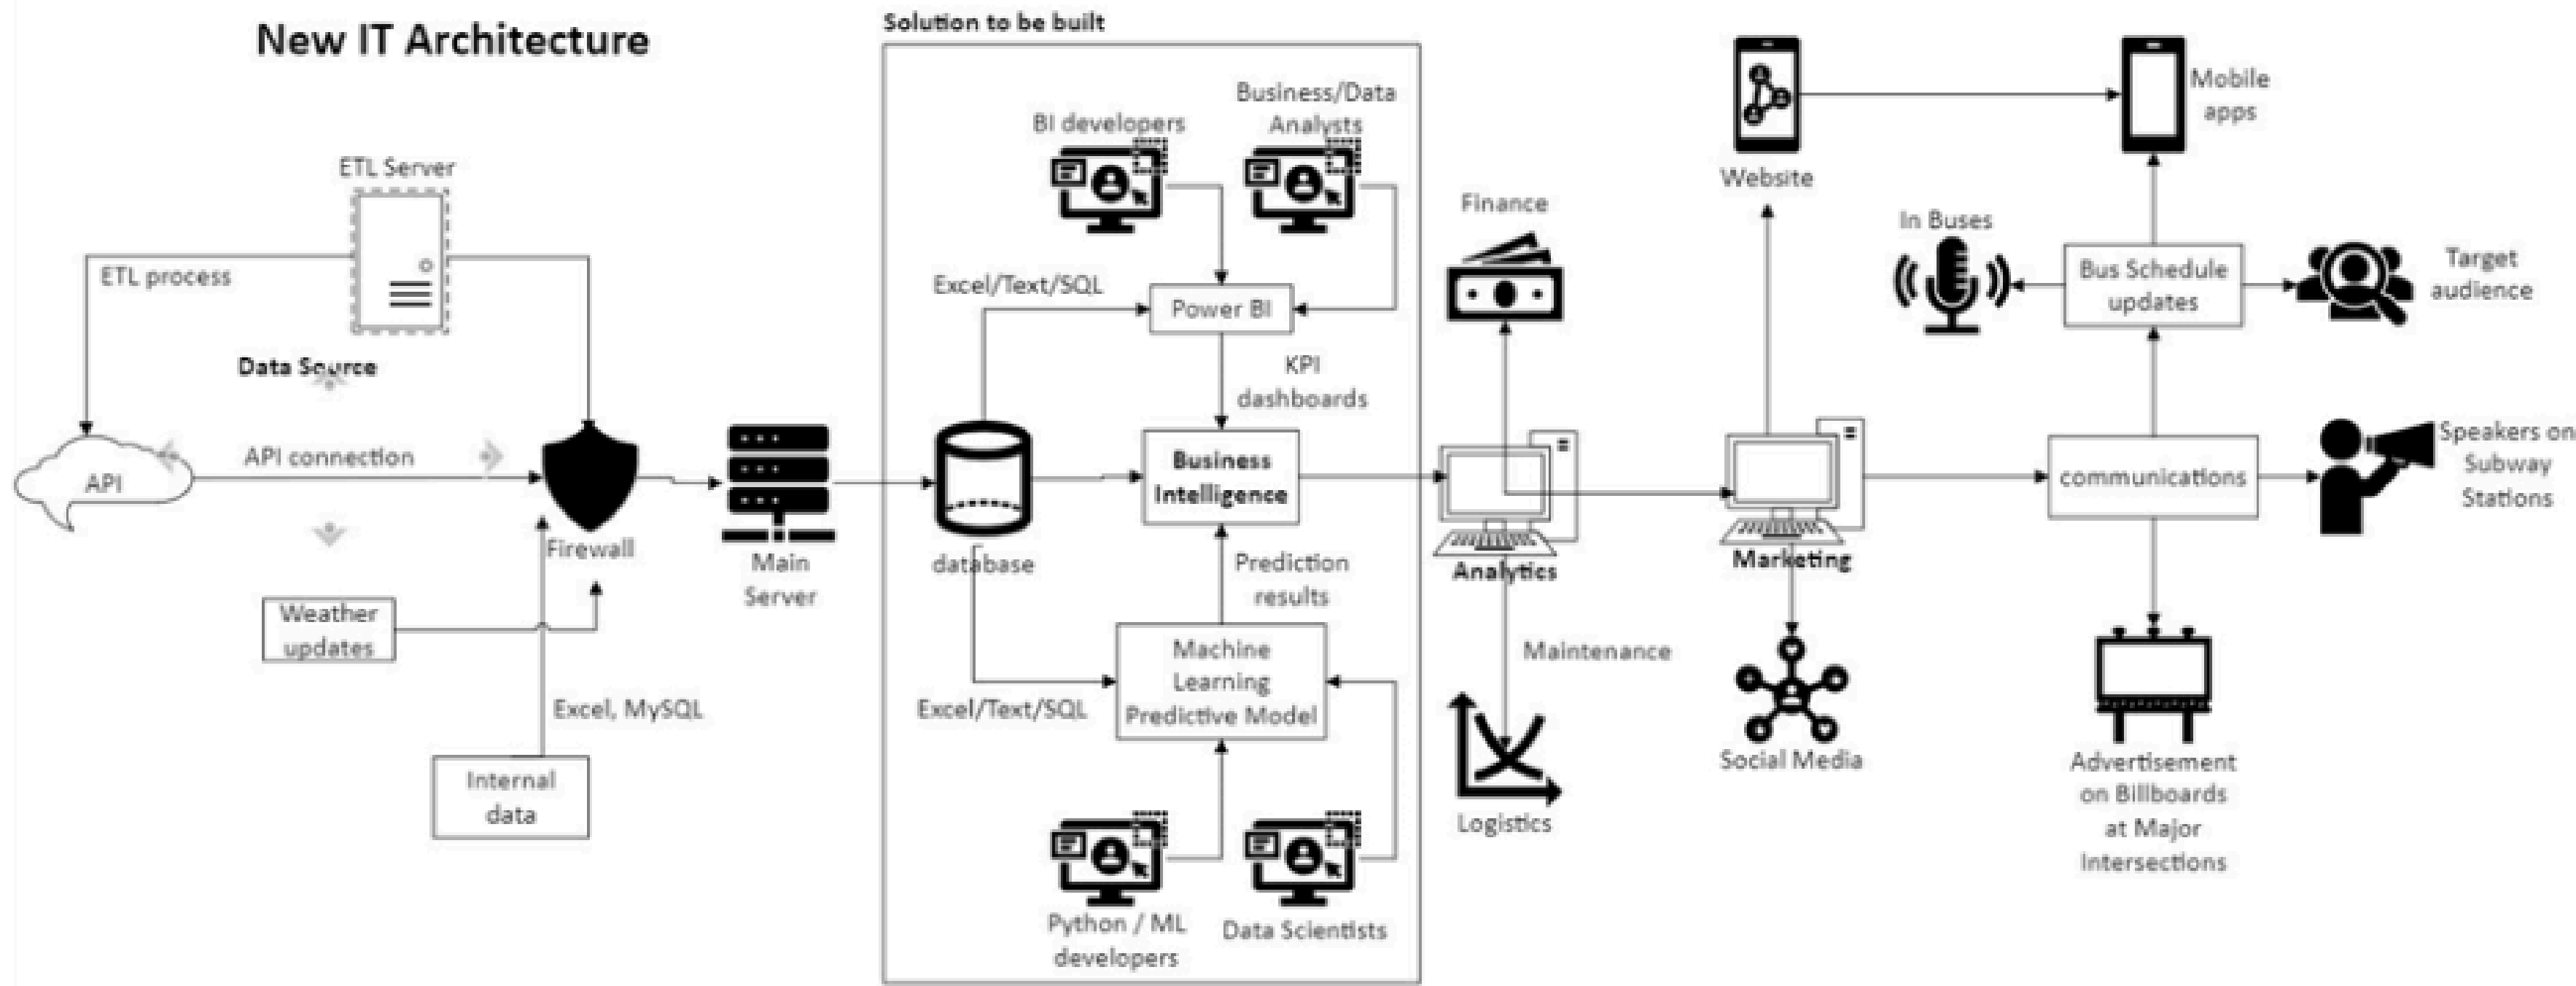 New IT Architecture
Solution to be built
ETL Server
ETL process
Data Source
API connection
API
Firewall
Weather
updates
Excel, MySQL
Internal
data
Main
Server
BI developers
Business/Data
Analysts
Excel/Text/SQL
Power BI
KPI
dashboards
database
Business
Intelligence
Prediction
results
Machine
Learning
Predictive Model
Excel/Text/SQL
Python / ML
developers
Data Scientists
Finance
Analytics
Maintenance
Logistics
Website
Mobile
apps
In Buses
Bus Schedule
updates
Target
audience
Marketing
communications
Speakers on
Subway
Stations
Social Media
Advertisement
on Billboards
at Major
Intersections